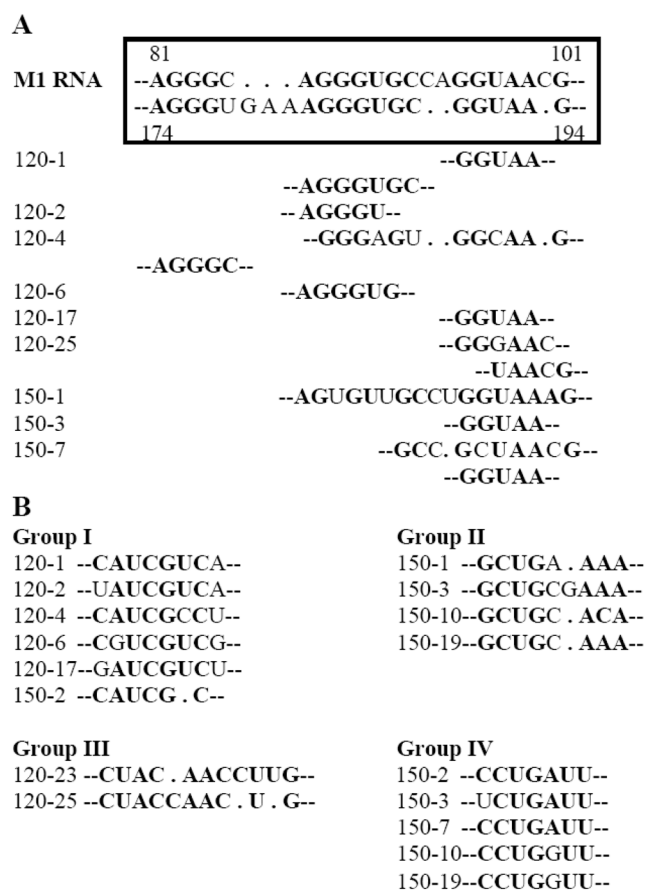 A
81 101
M1 RNA --AGGGC . . . AGGGUGCCAGGUAACG--
--AGGGUGAAAGGGUGC . . GGUAA . G--
174 194
120-1 --GGUAA--
--AGGGUGC--
120-2 -- AGGGU--
120-4 --GGGAGU . . GGCAA . G--
--AGGGC--
120-6 --AGGGUG--
120-17 --GGUAA--
120-25 --GGGAAC--
--UAACG--
150-1 --AGUGUUGCCUGGUAAAG--
150-3 --GGUAA--
150-7 --GCC. GCUAACG--
--GGUAA--
B
Group I Group II
120-1 --CAUCGUCA-- 150-1 --GCUGA . AAA--
120-2 --UAUCGUCA-- 150-3 --GCUGCGAAA--
120-4 --CAUCGCCU-- 150-10--GCUGC . ACA--
120-6 --CGUCGUCG-- 150-19--GCUGC . AAA--
120-17--GAUCGUCU--
150-2 --CAUCG . C--
Group III Group IV
120-23 --CUAC . AACCUUG-- 150-2 --CCUGAUU--
120-25 --CUACCAAC . U . G-- 150-3 --UCUGAUU--
150-7 --CCUGAUU--
150-10--CCUGGUU--
150-19--CCUGGUU--